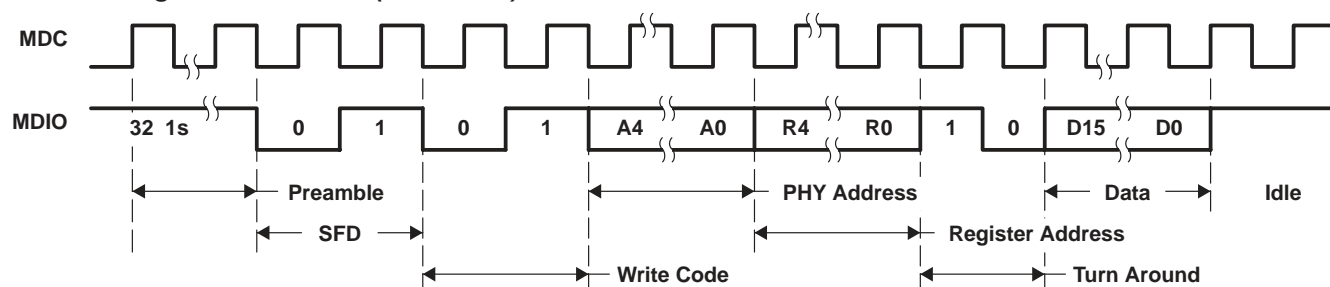 MDC
MDIO
32 1s 0 1 0 1 A4 A0 R4 R0 1 0 D15 D0
Preamble PHY Address Data Idle
SFD Register Address
Write Code Turn Around